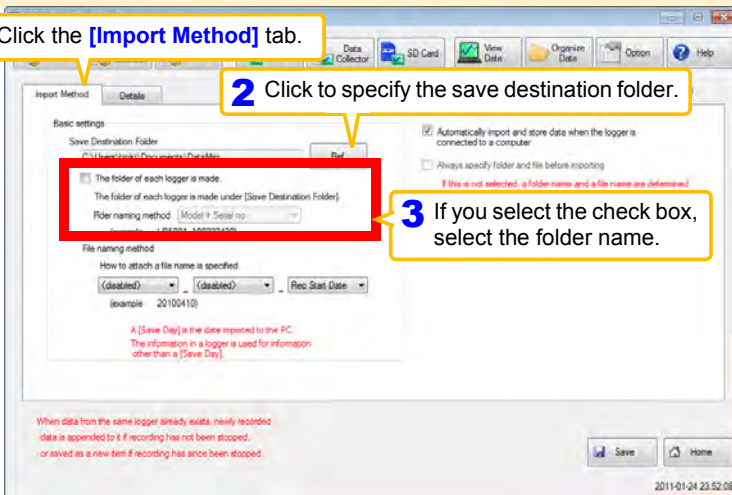 Click the [Import Method] tab.
Data Collector
SD Card
View Data
Organize Data
Option
Help
Import Method
Details
2 Click to specify the save destination folder.
Basic settings
Save Destination Folder
Ref
Automatically import and store data when the logger is
connected to a computer
Always specify folder and file before importing
If this is not selected, a folder name and a file name are determined
The folder of each logger is made.
The folder of each logger is made under [Save Destination Folder].
Flder naming method
Model + Serial no
3 If you select the check box,
select the folder name.
File naming method
How to attach a file name is specified
(disabled) _ (disabled) _ Rec Start Date
(example 20100410)
A [Save Day] is the date imported to the PC.
The information in a logger is used for information
other than a [Save Day].
When data from the same logger already exists, newly recorded
data is appended to it if recording has not been stopped,
or saved as a new item if recording has since been stopped.
Save
Home
2011-01-24 23:52:08